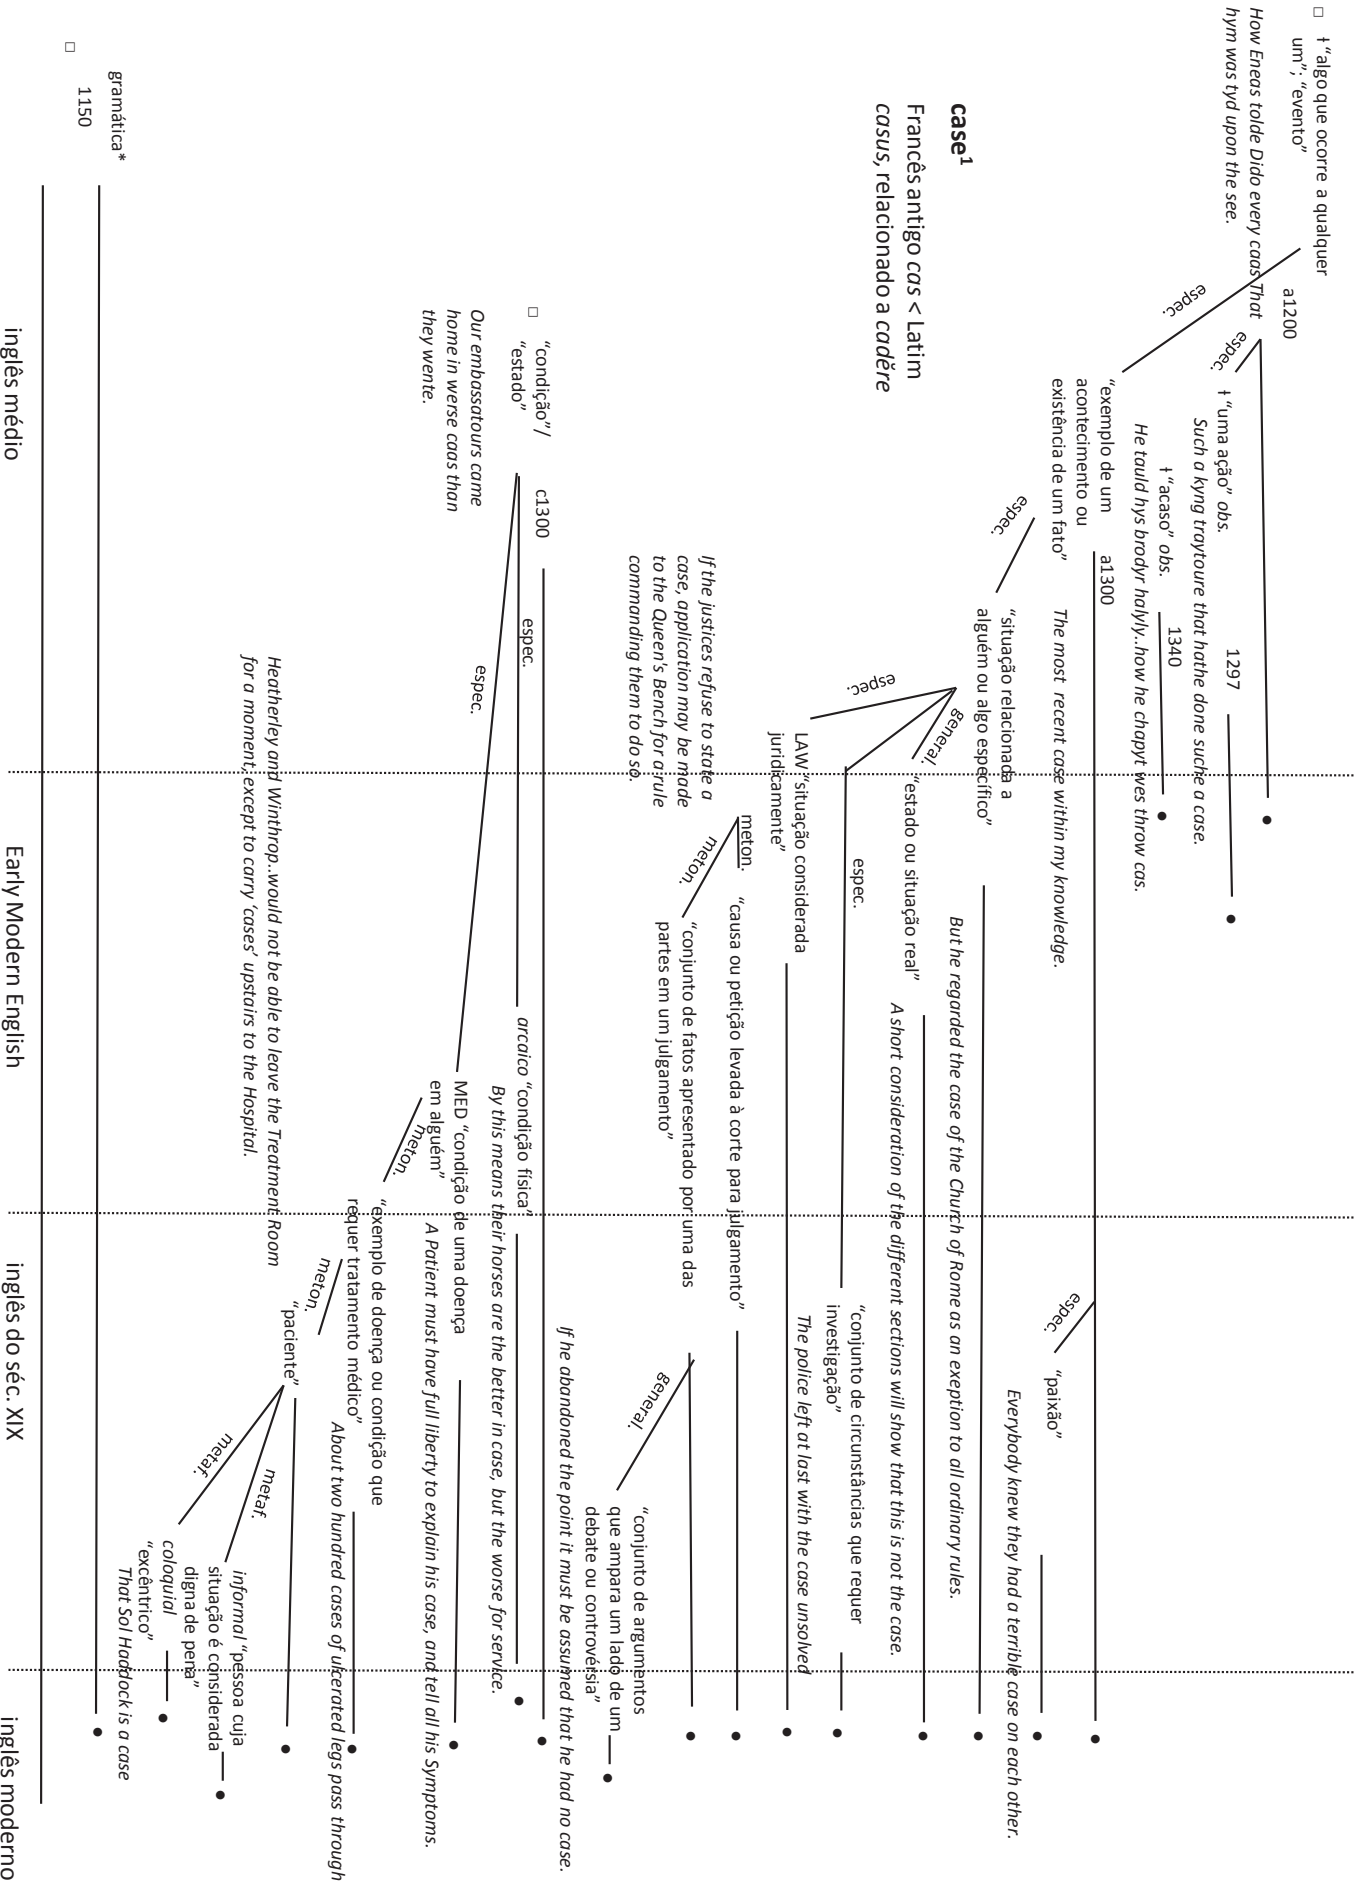 □ ƚ “algo que ocorre a qualquer
um”; “evento”
a1200
How Eneas tolde Dido every caas That
hym was tyd upon the see.
espec.
espec.
ƚ “uma ação” obs.
1297
Such a kyng traytoure that hathe done suche a case.
ƚ “acaso” obs.
1340
He tauld hys brodyr halyly..how he chapyt wes throw cas.
“exemplo de um
acontecimento ou
existência de um fato”
a1300
The most recent case within my knowledge.
espec.
“paixão”
Everybody knew they had a terrible case on each other.
espec.
“situação relacionada a
alguém ou algo específico”
But he regarded the case of the Church of Rome as an exeption to all ordinary rules.
case¹
Francês antigo cas < Latim
casus, relacionado a cadĕre
general.
“estado ou situação real”
A short consideration of the different sections will show that this is not the case.
espec.
“conjunto de circunstâncias que requer
investigação”
The police left at last with the case unsolved
espec.
LAW “situação considerada
juridicamente”
If the justices refuse to state a
case, application may be made
to the Queen's Bench for a rule
commanding them to do so.
meton.
“causa ou petição levada à corte para julgamento”
meton.
“conjunto de fatos apresentado por uma das
partes em um julgamento”
general.
“conjunto de argumentos
que ampara um lado de um
debate ou controvérsia”
If he abandoned the point it must be assumed that he had no case.
□ “condição”/
“estado”
c1300
Our embassatours came
home in werse caas than
they wente.
espec.
arcaico “condição física”
By this means their horses are the better in case, but the worse for service.
espec.
MED “condição de uma doença
em alguém”
A Patient must have full liberty to explain his case, and tell all his Symptoms.
meton.
“exemplo de doença ou condição que
requer tratamento médico”
About two hundred cases of ulcerated legs pass through
meton.
“paciente”
Heatherley and Winthrop..would not be able to leave the Treatment Room
for a moment, except to carry ‘cases’ upstairs to the Hospital.
metaf.
informal “pessoa cuja
situação é considerada
digna de pena”
metaf.
coloquial
“excêntrico”
That Sol Haddock is a case
gramática*
□ 1150
inglês médio
Early Modern English
inglês do séc. XIX
inglês moderno